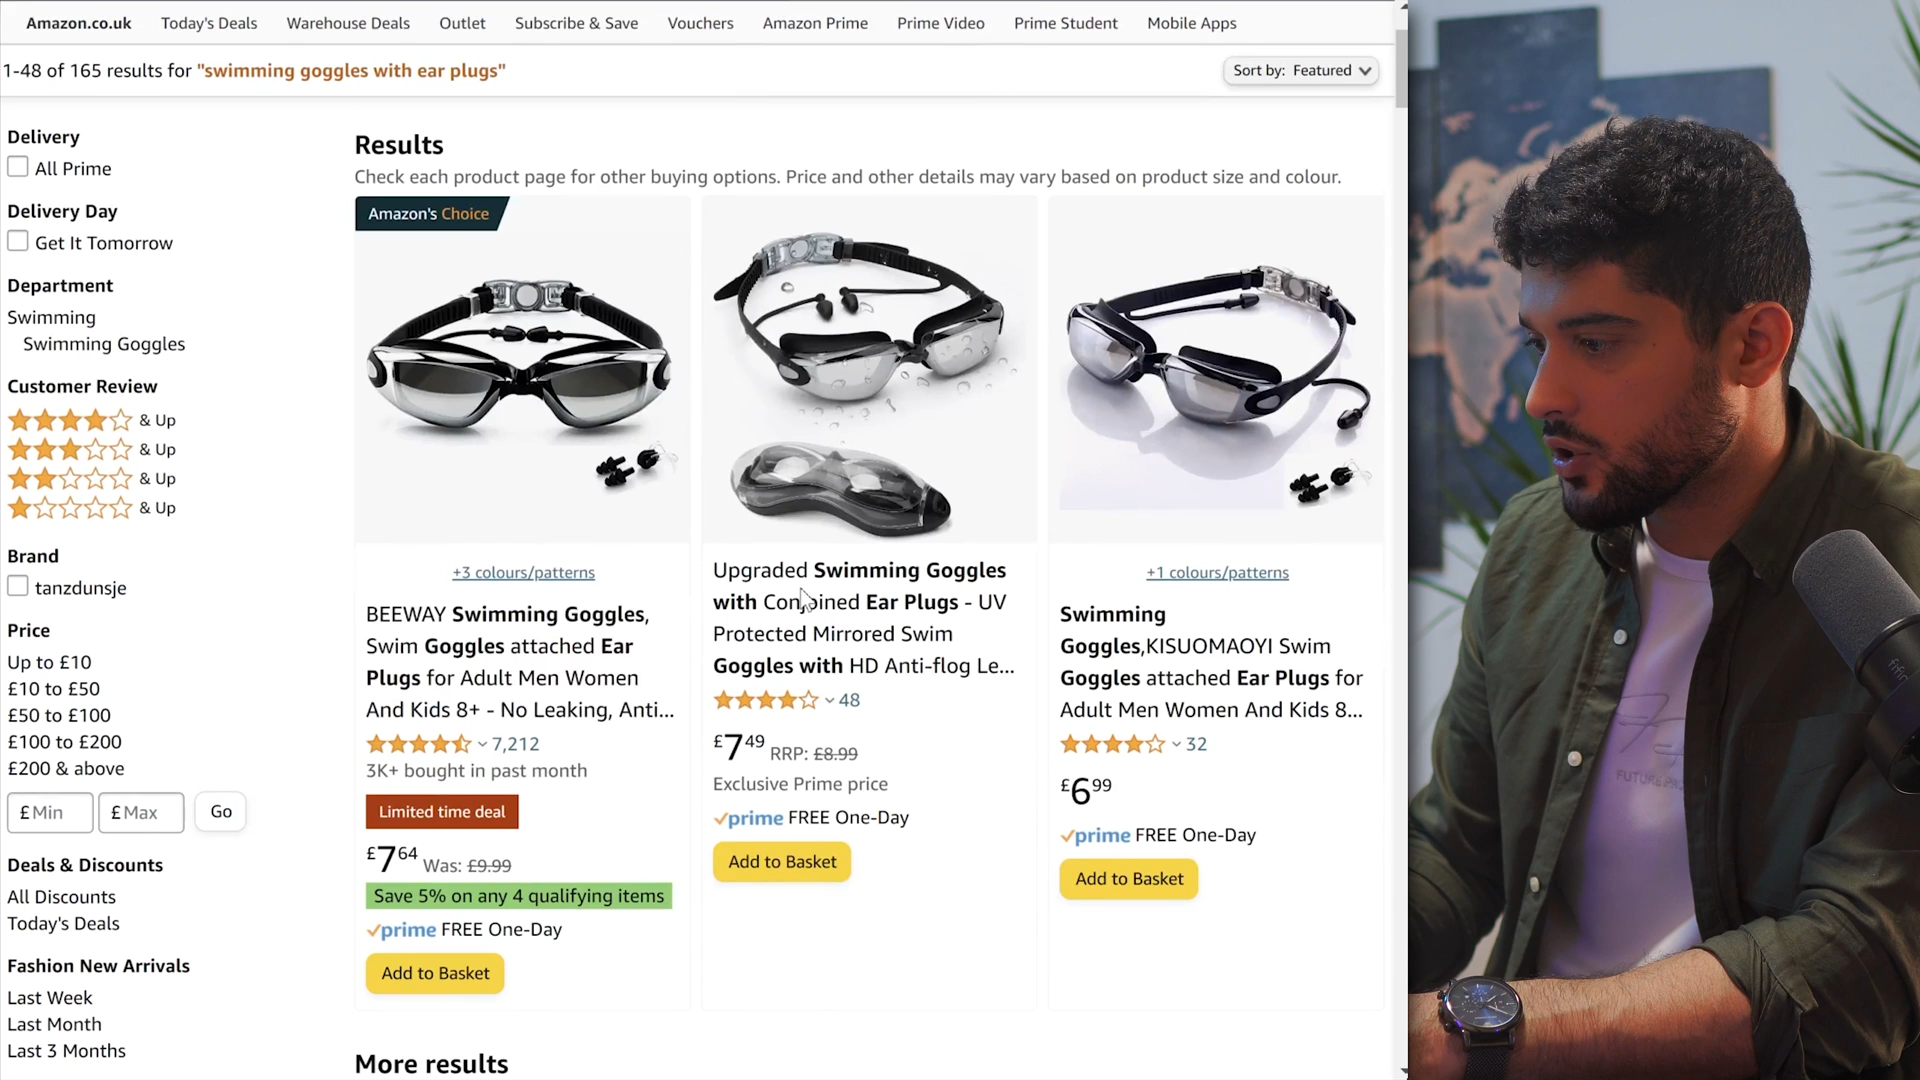 Amazon.co.uk Today's Deals Warehouse Deals Outlet Subscribe & Save Vouchers Amazon Prime Prime Video Prime Student Mobile Apps
1-48 of 165 results for "swimming goggles with ear plugs"
Sort by: Featured
Delivery
All Prime
Delivery Day
Get It Tomorrow
Department
Swimming
Swimming Goggles
Customer Review
& Up
& Up
& Up
& Up
Brand
tanzdunsje
Price
Up to £10
£10 to £50
£50 to £100
£100 to £200
£200 & above
£ Min £ Max Go
Deals & Discounts
All Discounts
Today's Deals
Fashion New Arrivals
Last Week
Last Month
Last 3 Months
Results
Check each product page for other buying options. Price and other details may vary based on product size and colour.
Amazon's Choice
+3 colours/patterns
BEEWAY Swimming Goggles,
Swim Goggles attached Ear
Plugs for Adult Men Women
And Kids 8+ - No Leaking, Anti...
7,212
3K+ bought in past month
Limited time deal
£7 64 Was: £9.99
Save 5% on any 4 qualifying items
prime FREE One-Day
Add to Basket
Upgraded Swimming Goggles
with Combined Ear Plugs - UV
Protected Mirrored Swim
Goggles with HD Anti-flog Le...
48
£7 49 RRP: £8.99
Exclusive Prime price
prime FREE One-Day
Add to Basket
+1 colours/patterns
Swimming
Goggles,KISUOMAOYI Swim
Goggles attached Ear Plugs for
Adult Men Women And Kids 8...
32
£6 99
prime FREE One-Day
Add to Basket
More results